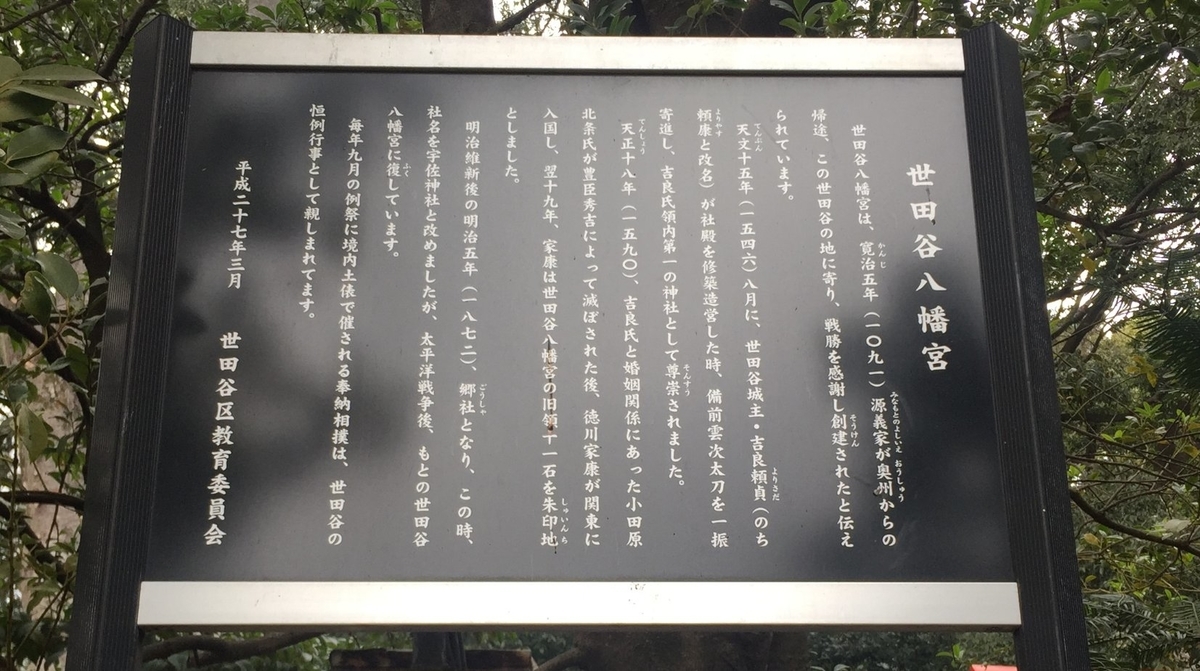 世田谷八幡宮
世田谷八幡宮は、寛治五年（一〇九一）源義家が奥州からの
帰途、この世田谷の地に寄り、戦勝を感謝し創建されたと伝え
られています。
天文十五年（一五四六）八月に、世田谷城主・吉良頼貞（のち
頼康と改名）が社殿を修築造営した時、備前雲次太刀を一振
寄進し、吉良氏領内第一の神社として尊崇されました。
天正十八年（一五九〇）、吉良氏と婚姻関係にあった小田原
北条氏が豊臣秀吉によって滅ぼされた後、徳川家康が関東に
入国し、翌十九年、家康は世田谷八幡宮の旧領十一石を朱印地
としました。
明治維新後の明治五年（一八七二）、郷社となり、この時、
社名を宇佐神社と改めましたが、太平洋戦争後、もとの世田谷
八幡宮に復しています。
毎年九月の例祭に境内土俵で催される奉納相撲は、世田谷の
恒例行事として親しまれてます。
平成二十七年三月
世田谷区教育委員会